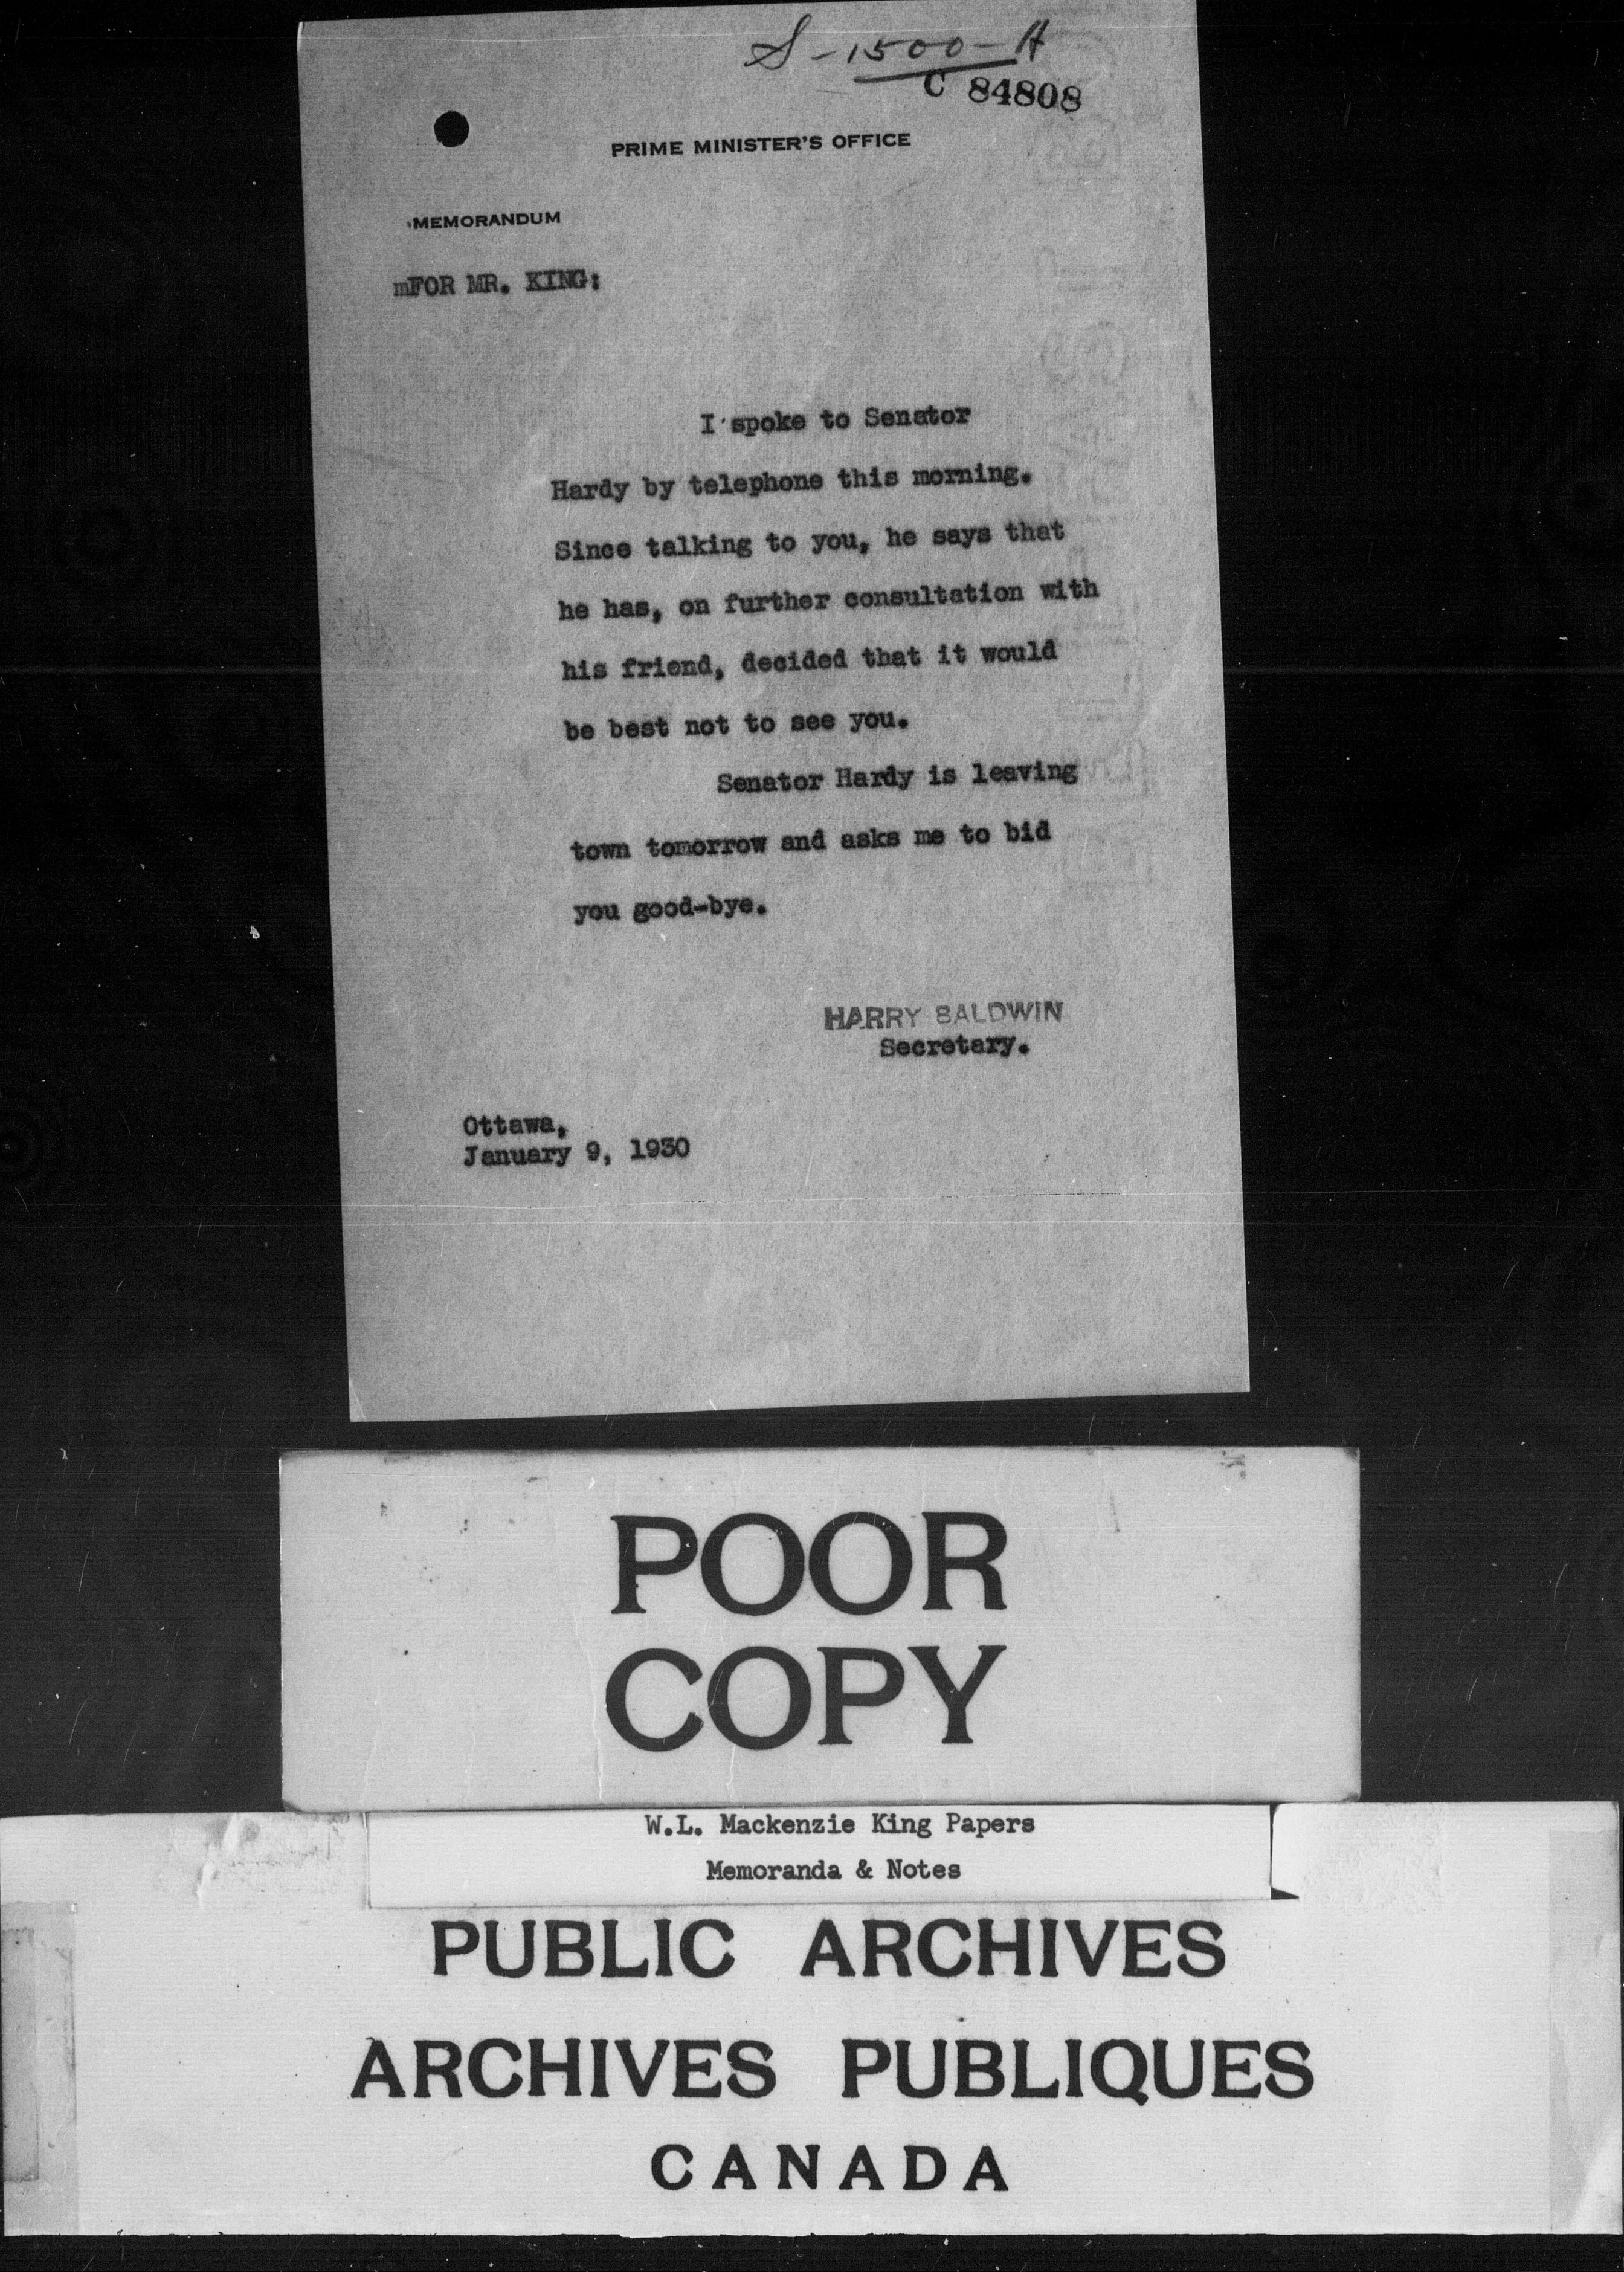 S-1500-A
C 84808
PRIME MINISTER'S OFFICE
MEMORANDUM
mFOR MR. KING:
I spoke to Senator
Hardy by telephone this morning.
Since talking to you, he says that
he has, on further consultation with
his friend, decided that it would
be best not to see you.
Senator Hardy is leaving
town tomorrow and asks me to bid
you good-bye.
HARRY BALDWIN
Secretary.
Ottawa,
January 9, 1930
POOR
COPY
W.L. Mackenzie King Papers
Memoranda & Notes
PUBLIC ARCHIVES
ARCHIVES PUBLIQUES
CANADA